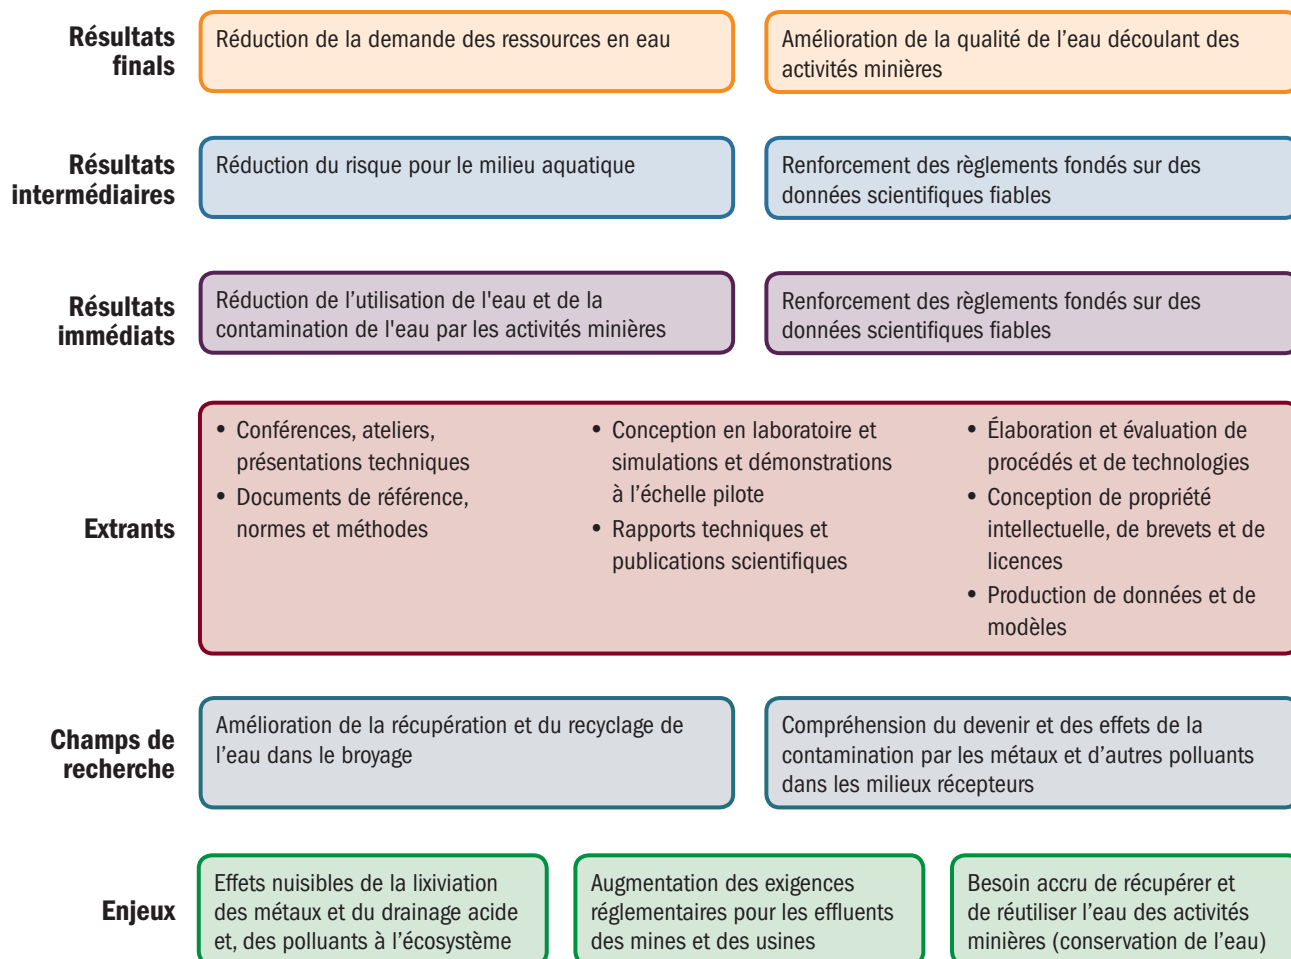 Résultats
finals
Réduction de la demande des ressources en eau
Amélioration de la qualité de l’eau découlant des
activités minières
Résultats
intermédiaires
Réduction du risque pour le milieu aquatique
Renforcement des règlements fondés sur des
données scientifiques fiables
Résultats
immédiats
Réduction de l’utilisation de l'eau et de la
contamination de l'eau par les activités minières
Renforcement des règlements fondés sur des
données scientifiques fiables
Extrants
• Conférences, ateliers,
présentations techniques
• Documents de référence,
normes et méthodes
• Conception en laboratoire et
simulations et démonstrations
à l’échelle pilote
• Rapports techniques et
publications scientifiques
• Élaboration et évaluation de
procédés et de technologies
• Conception de propriété
intellectuelle, de brevets et de
licences
• Production de données et de
modèles
Champs de
recherche
Amélioration de la récupération et du recyclage de
l’eau dans le broyage
Compréhension du devenir et des effets de la
contamination par les métaux et d’autres polluants
dans les milieux récepteurs
Enjeux
Effets nuisibles de la lixiviation
des métaux et du drainage acide
et, des polluants à l’écosystème
Augmentation des exigences
réglementaires pour les effluents
des mines et des usines
Besoin accru de récupérer et
de réutiliser l’eau des activités
minières (conservation de l’eau)